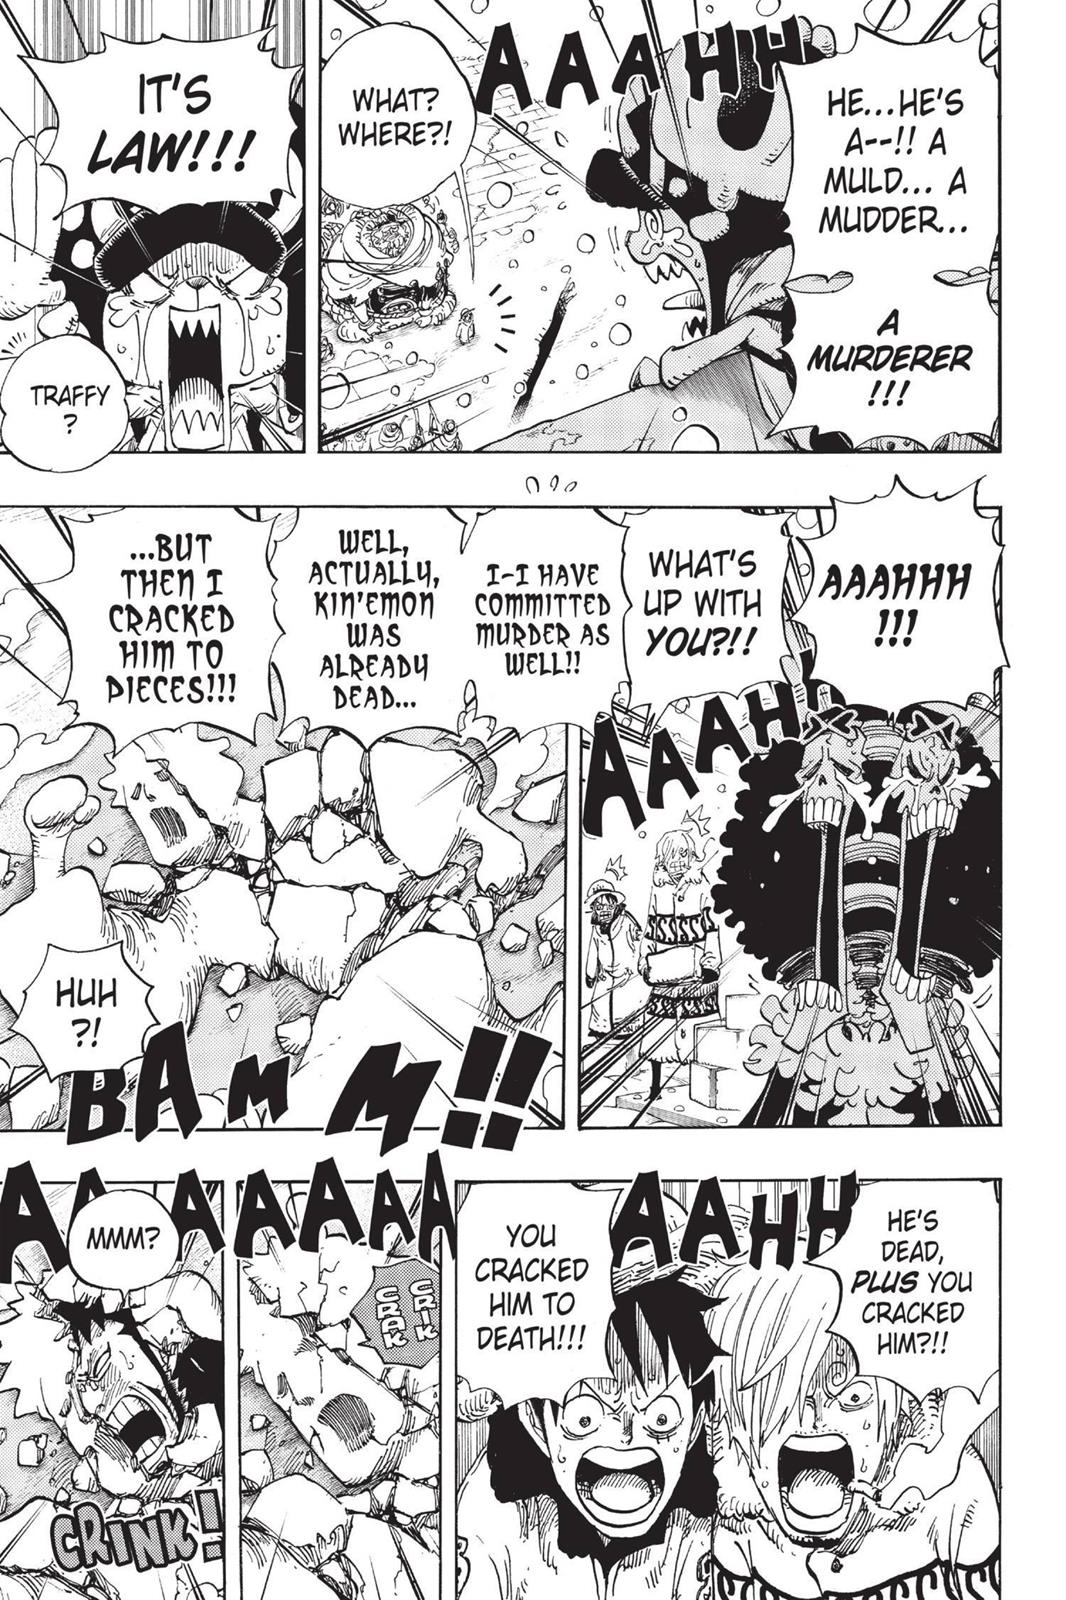 AAAHH
HE...HE'S
A--!! A
MULD... A
MUDDER...
A
MURDERER
!!!
WHAT?
WHERE?!
IT'S
LAW!!!
TRAFFY
?
AAAHHH
!!!
WHAT'S
UP WITH
YOU?!!
I-I HAVE
COMMITTED
MURDER AS
WELL!!
WELL,
ACTUALLY,
KIN'EMON
WAS
ALREADY
DEAD...
...BUT
THEN I
CRACKED
HIM TO
PIECES!!!
AAAHH
HUH
?!
BAMM!!
HE'S
DEAD,
PLUS YOU
CRACKED
HIM?!!
AAHH
YOU
CRACKED
HIM TO
DEATH!!!
AAAAA
CRIK
CRAK
AAA
MMM?
CRINK!